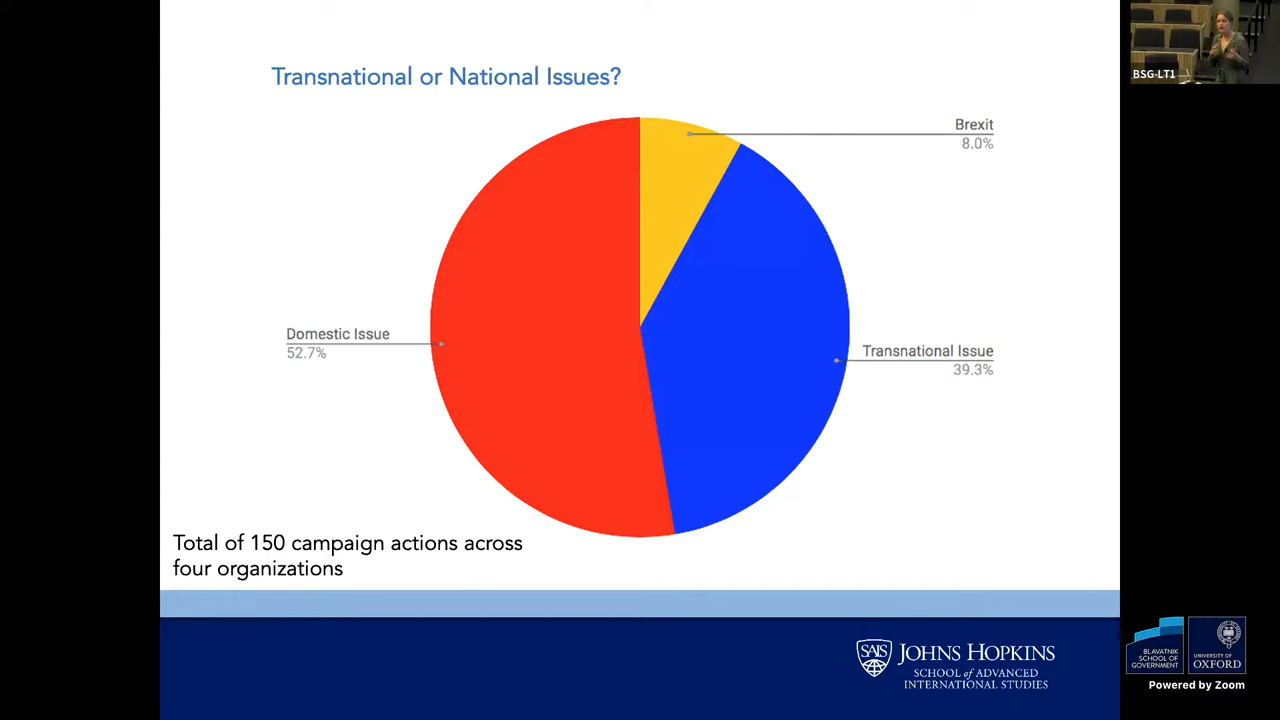 BSG-LT1
Transnational or National Issues?
Brexit
8.0%
Domestic Issue
52.7%
Transnational Issue
39.3%
Total of 150 campaign actions across
four organizations
SAIS
JOHNS HOPKINS
SCHOOL of ADVANCED
INTERNATIONAL STUDIES
BLAVATNIK
SCHOOL OF
GOVERNMENT
UNIVERSITY OF
OXFORD
Powered by Zoom